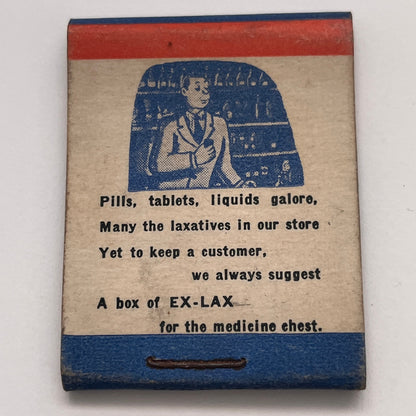 Pills, tablets, liquids galore,
Many the laxatives in our store
Yet to keep a customer,
we always suggest
A box of EX-LAX
for the medicine chest.